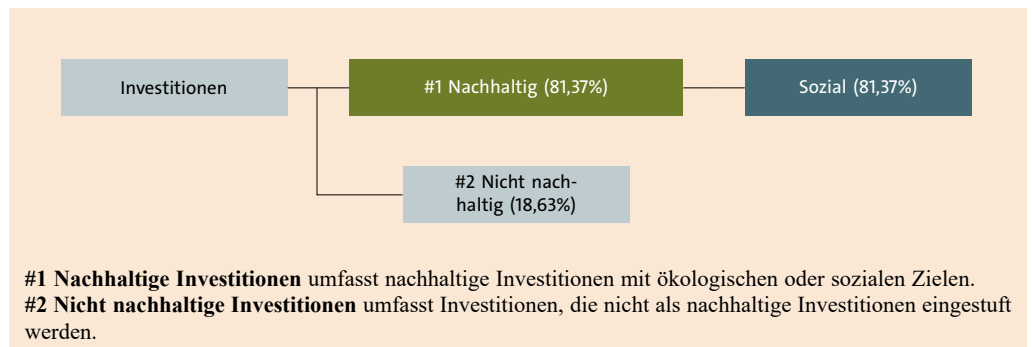 Investitionen
#1 Nachhaltig (81,37%)
Sozial (81,37%)
#2 Nicht nach-
haltig (18,63%)
#1 Nachhaltige Investitionen umfasst nachhaltige Investitionen mit ökologischen oder sozialen Zielen.
#2 Nicht nachhaltige Investitionen umfasst Investitionen, die nicht als nachhaltige Investitionen eingestuft
werden.